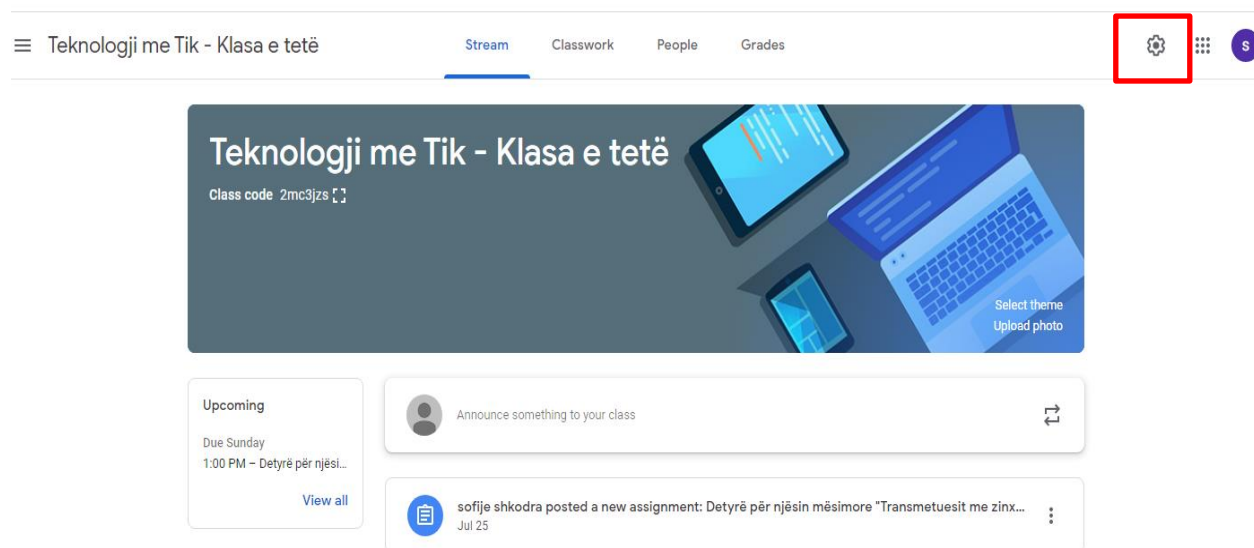 Teknologji me Tik - Klasa e tetë
Stream Classwork People Grades
S
Teknologji me Tik - Klasa e tetë
Class code 2mc3jzs
Select theme
Upload photo
Upcoming
Due Sunday
1:00 PM – Detyrë për njësi...
View all
Announce something to your class
sofije shkodra posted a new assignment: Detyrë për njësin mësimore "Transmetuesit me zinx...
Jul 25